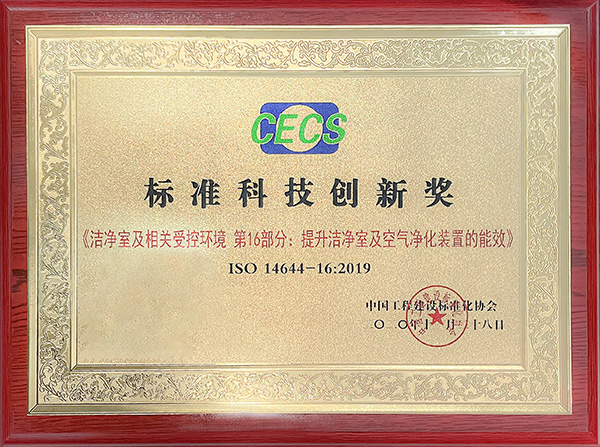 CECS
标准科技创新奖
《洁净室及相关受控环境 第16部分：提升洁净室及空气净化装置的能效》
ISO 14644-16:2019
中国工程建设标准化协会